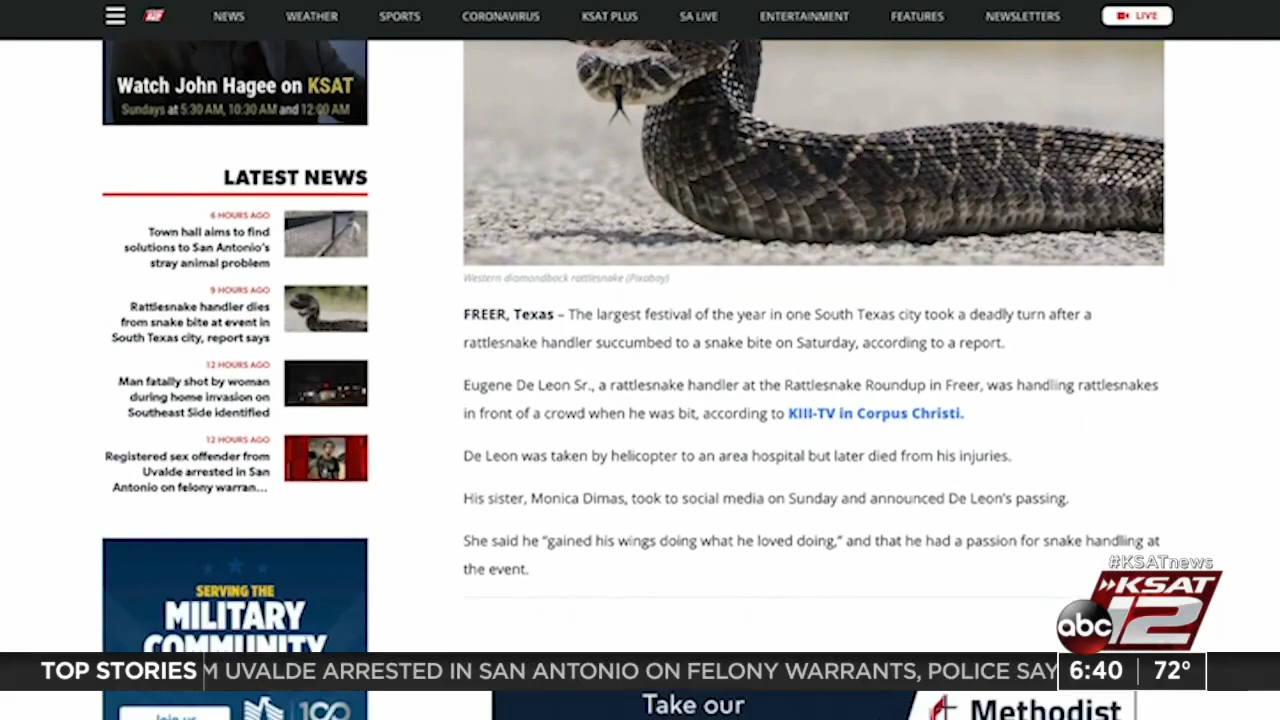 NEWS WEATHER SPORTS CORONAVIRUS KSAT PLUS SA LIVE ENTERTAINMENT FEATURES NEWSLETTERS LIVE
Watch John Hagee on KSAT
Sundays at 5:30 AM, 10:30 AM and 12:00 AM
LATEST NEWS
6 HOURS AGO
Town hall aims to find
solutions to San Antonio's
stray animal problem
9 HOURS AGO
Rattlesnake handler dies
from snake bite at event in
South Texas city, report says
12 HOURS AGO
Man fatally shot by woman
during home invasion on
Southeast Side identified
12 HOURS AGO
Registered sex offender from
Uvalde arrested in San
Antonio on felony warran...
SERVING THE
MILITARY
COMMUNITY
Join us
100
Western diamondback rattlesnake (Pixabay)
FREER, Texas – The largest festival of the year in one South Texas city took a deadly turn after a
rattlesnake handler succumbed to a snake bite on Saturday, according to a report.
Eugene De Leon Sr., a rattlesnake handler at the Rattlesnake Roundup in Freer, was handling rattlesnakes
in front of a crowd when he was bit, according to KIII-TV in Corpus Christi.
De Leon was taken by helicopter to an area hospital but later died from his injuries.
His sister, Monica Dimas, took to social media on Sunday and announced De Leon's passing.
She said he "gained his wings doing what he loved doing," and that he had a passion for snake handling at
the event.
#KSATnews
KSAT
abc 12
TOP STORIES M UVALDE ARRESTED IN SAN ANTONIO ON FELONY WARRANTS, POLICE SAY 6:40 72°
Take our
Methodist